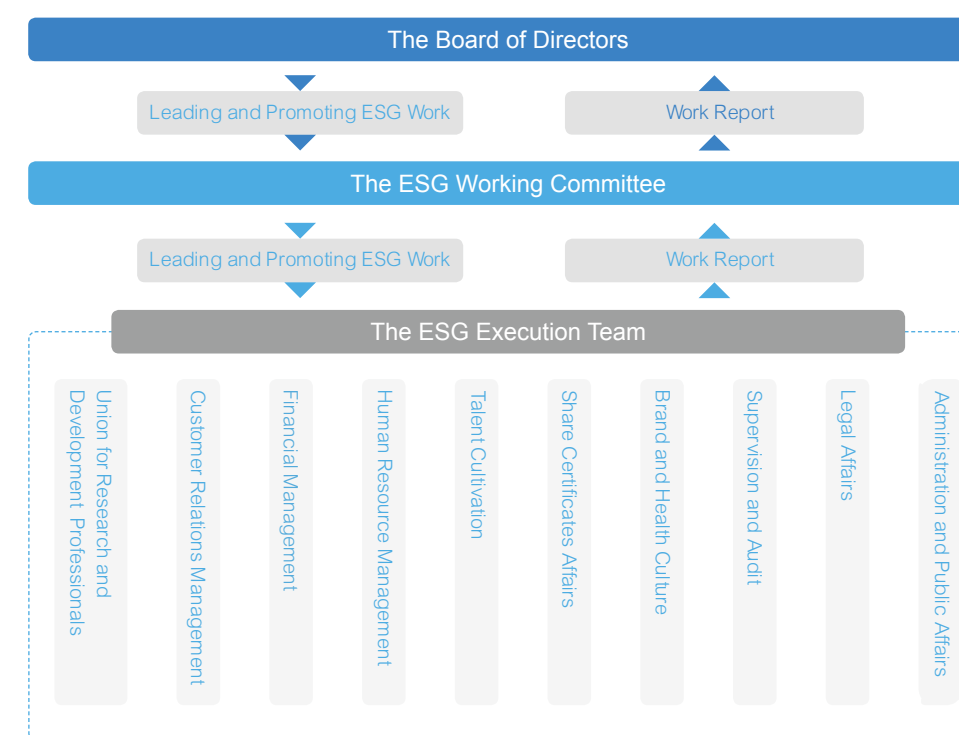 The Board of Directors
Leading and Promoting ESG Work
Work Report
The ESG Working Committee
Leading and Promoting ESG Work
Work Report
The ESG Execution Team
Union for Research and
Development Professionals
Customer Relations Management
Financial Management
Human Resource Management
Talent Cultivation
Share Certificates Affairs
Brand and Health Culture
Supervision and Audit
Legal Affairs
Administration and Public Affairs